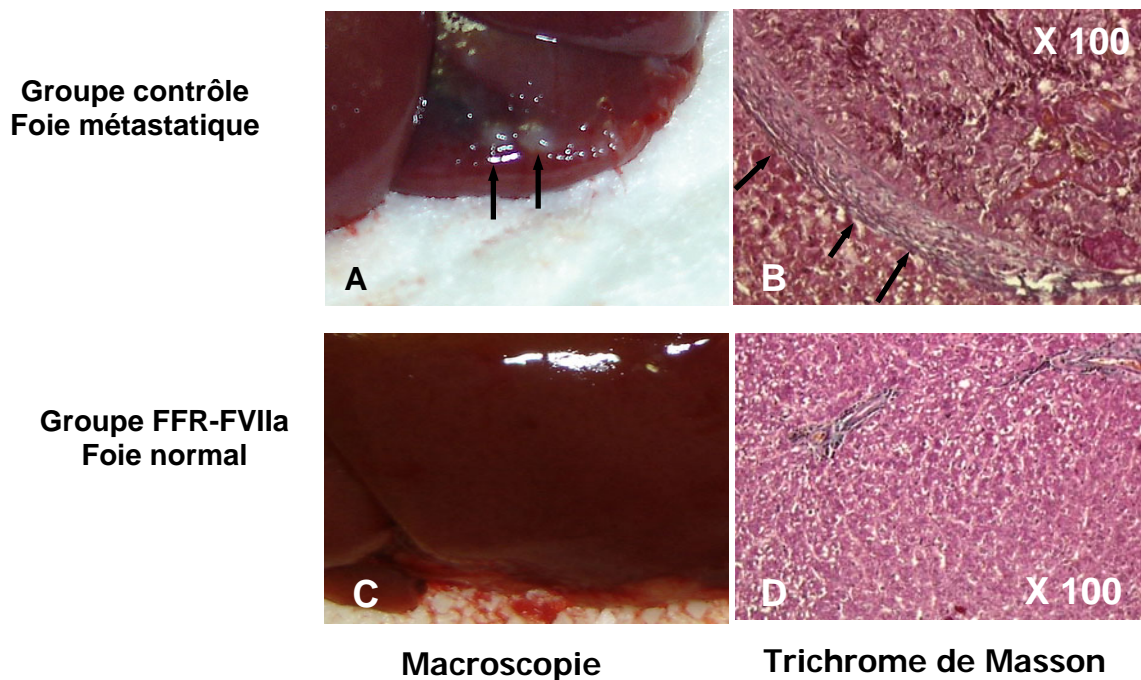 Groupe contrôle
Foie métastatique
A
X 100
B
Groupe FFR-FVIIa
Foie normal
C
D
X 100
Macroscopie
Trichrome de Masson